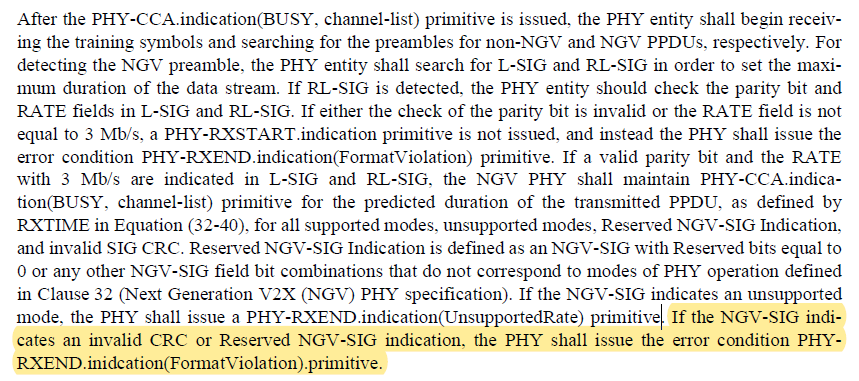 After the PHY-CCA.indication(BUSY, channel-list) primitive is issued, the PHY entity shall begin receiv-
ing the training symbols and searching for the preambles for non-NGV and NGV PPDUs, respectively. For
detecting the NGV preamble, the PHY entity shall search for L-SIG and RL-SIG in order to set the maxi-
mum duration of the data stream. If RL-SIG is detected, the PHY entity should check the parity bit and
RATE fields in L-SIG and RL-SIG. If either the check of the parity bit is invalid or the RATE field is not
equal to 3 Mb/s, a PHY-RXSTART.indication primitive is not issued, and instead the PHY shall issue the
error condition PHY-RXEND.indication(FormatViolation) primitive. If a valid parity bit and the RATE
with 3 Mb/s are indicated in L-SIG and RL-SIG, the NGV PHY shall maintain PHY-CCA.indica-
tion(BUSY, channel-list) primitive for the predicted duration of the transmitted PPDU, as defined by
RXTIME in Equation (32-40), for all supported modes, unsupported modes, Reserved NGV-SIG Indication,
and invalid SIG CRC. Reserved NGV-SIG Indication is defined as an NGV-SIG with Reserved bits equal to
0 or any other NGV-SIG field bit combinations that do not correspond to modes of PHY operation defined
in Clause 32 (Next Generation V2X (NGV) PHY specification). If the NGV-SIG indicates an unsupported
mode, the PHY shall issue a PHY-RXEND.indication(UnsupportedRate) primitive. If the NGV-SIG indi-
cates an invalid CRC or Reserved NGV-SIG indication, the PHY shall issue the error condition PHY-
RXEND.inidcation(FormatViolation).primitive.